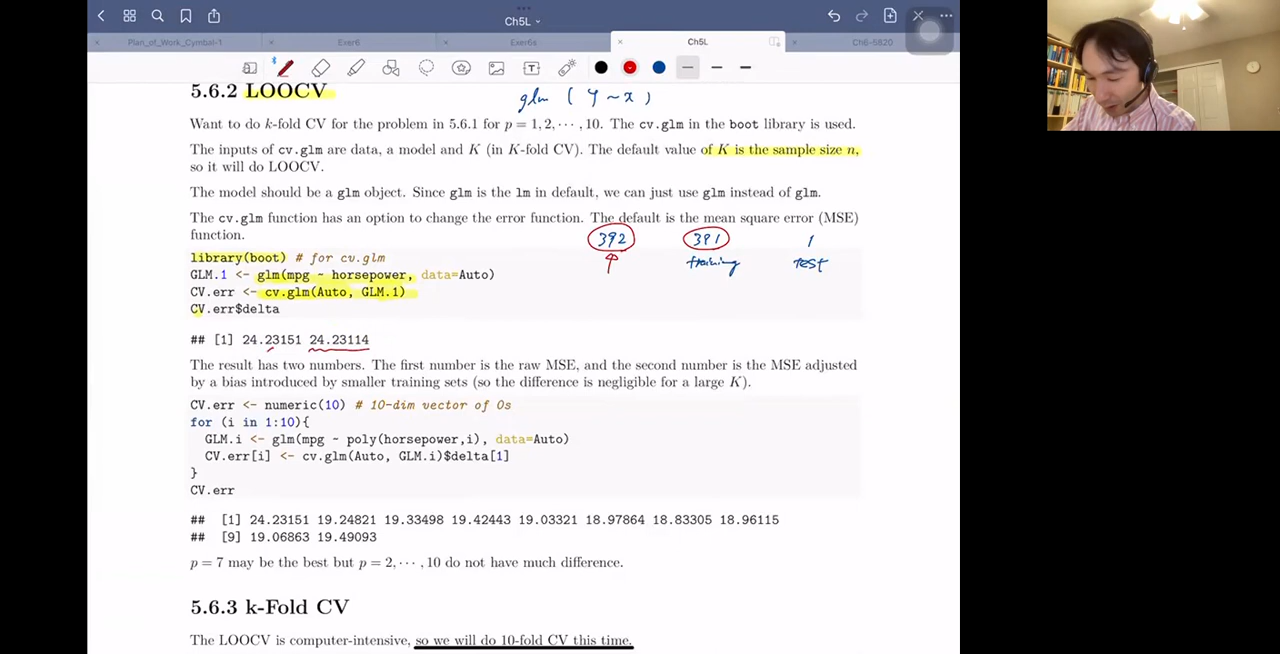 Ch5L
Plan_of_Work_Cymbal-1
Exer6
Exer6s
Ch5L
Ch6-5820
5.6.2 LOOCV
glm ( y ~ x )
Want to do k-fold CV for the problem in 5.6.1 for p = 1, 2, ··· , 10. The cv.glm in the boot library is used.
The inputs of cv.glm are data, a model and K (in K-fold CV). The default value of K is the sample size n,
so it will do LOOCV.
The model should be a glm object. Since glm is the lm in default, we can just use glm instead of glm.
The cv.glm function has an option to change the error function. The default is the mean square error (MSE)
function.
392 391 1
training test
library(boot) # for cv.glm
GLM.1 <- glm(mpg ~ horsepower, data=Auto)
CV.err <- cv.glm(Auto, GLM.1)
CV.err$delta
## [1] 24.23151 24.23114
The result has two numbers. The first number is the raw MSE, and the second number is the MSE adjusted
by a bias introduced by smaller training sets (so the difference is negligible for a large K).
CV.err <- numeric(10) # 10-dim vector of 0s
for (i in 1:10){
GLM.i <- glm(mpg ~ poly(horsepower,i), data=Auto)
CV.err[i] <- cv.glm(Auto, GLM.i)$delta[1]
}
CV.err
## [1] 24.23151 19.24821 19.33498 19.42443 19.03321 18.97864 18.83305 18.96115
## [9] 19.06863 19.49093
p = 7 may be the best but p = 2, ··· , 10 do not have much difference.
5.6.3 k-Fold CV
The LOOCV is computer-intensive, so we will do 10-fold CV this time.